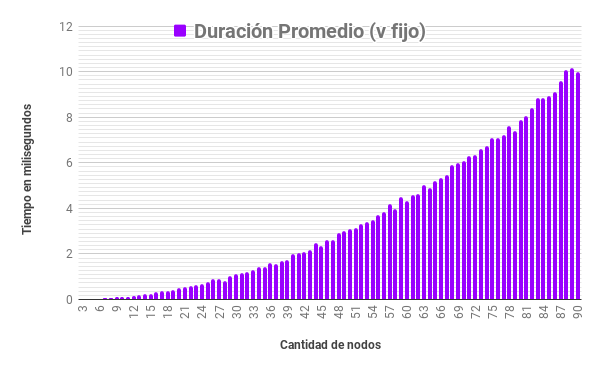 Duración Promedio (v fijo)
12
10
8
6
4
2
0
Tiempo en milisegundos
3 6 9 12 15 18 21 24 27 30 33 36 39 42 45 48 51 54 57 60 63 66 69 72 75 78 81 84 87 90
Cantidad de nodos